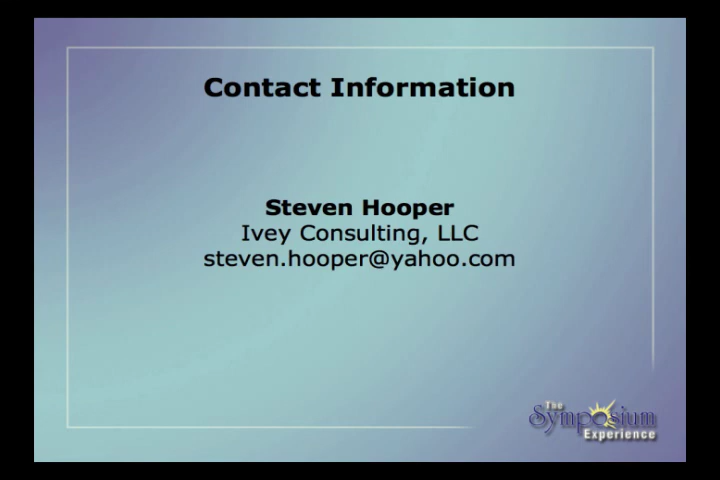 Contact Information
Steven Hooper
Ivey Consulting, LLC
steven.hooper@yahoo.com
The
Symposium
Experience